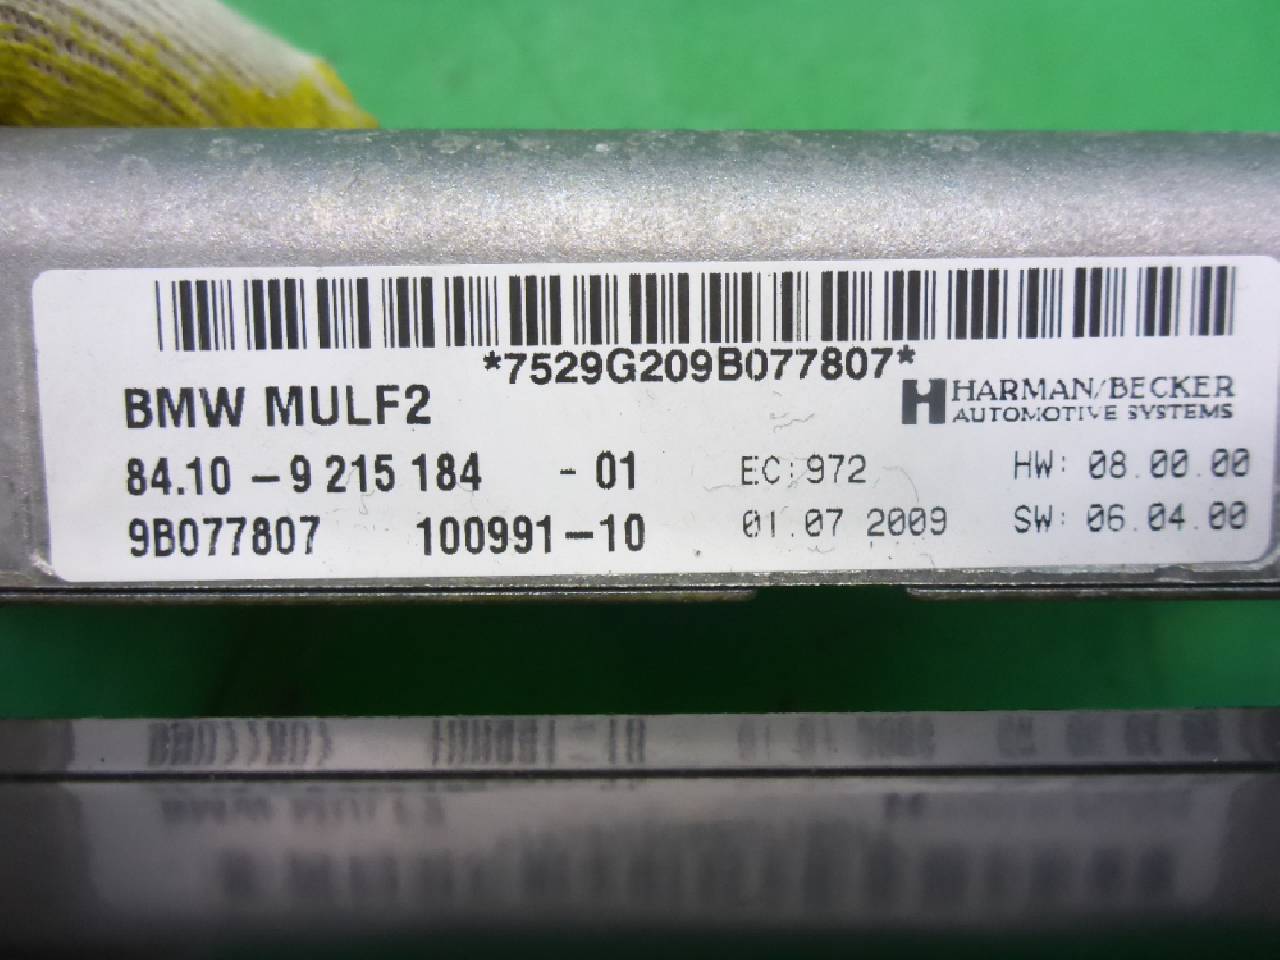 *7529G209B077807*
BMW MULF2
HARMAN/BECKER
AUTOMOTIVE SYSTEMS
84.10 - 9 215 184 - 01 EC: 972 HW: 08.00.00
9B077807 100991-10 01.07 2009 SW: 06.04.00